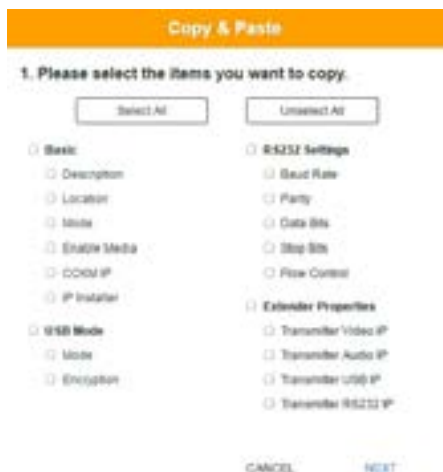 Copy & Paste
1. Please select the items you want to copy.
Select All
Unselect All
Basic
Description
Location
Mode
Enable Media
CCKM IP
IP Installer
USB Mode
Mode
Encryption
RS232 Settings
Baud Rate
Parity
Data Bits
Stop Bits
Flow Control
Extender Properties
Transmitter Video IP
Transmitter Audio IP
Transmitter USB IP
Transmitter RS232 IP
CANCEL
NEXT